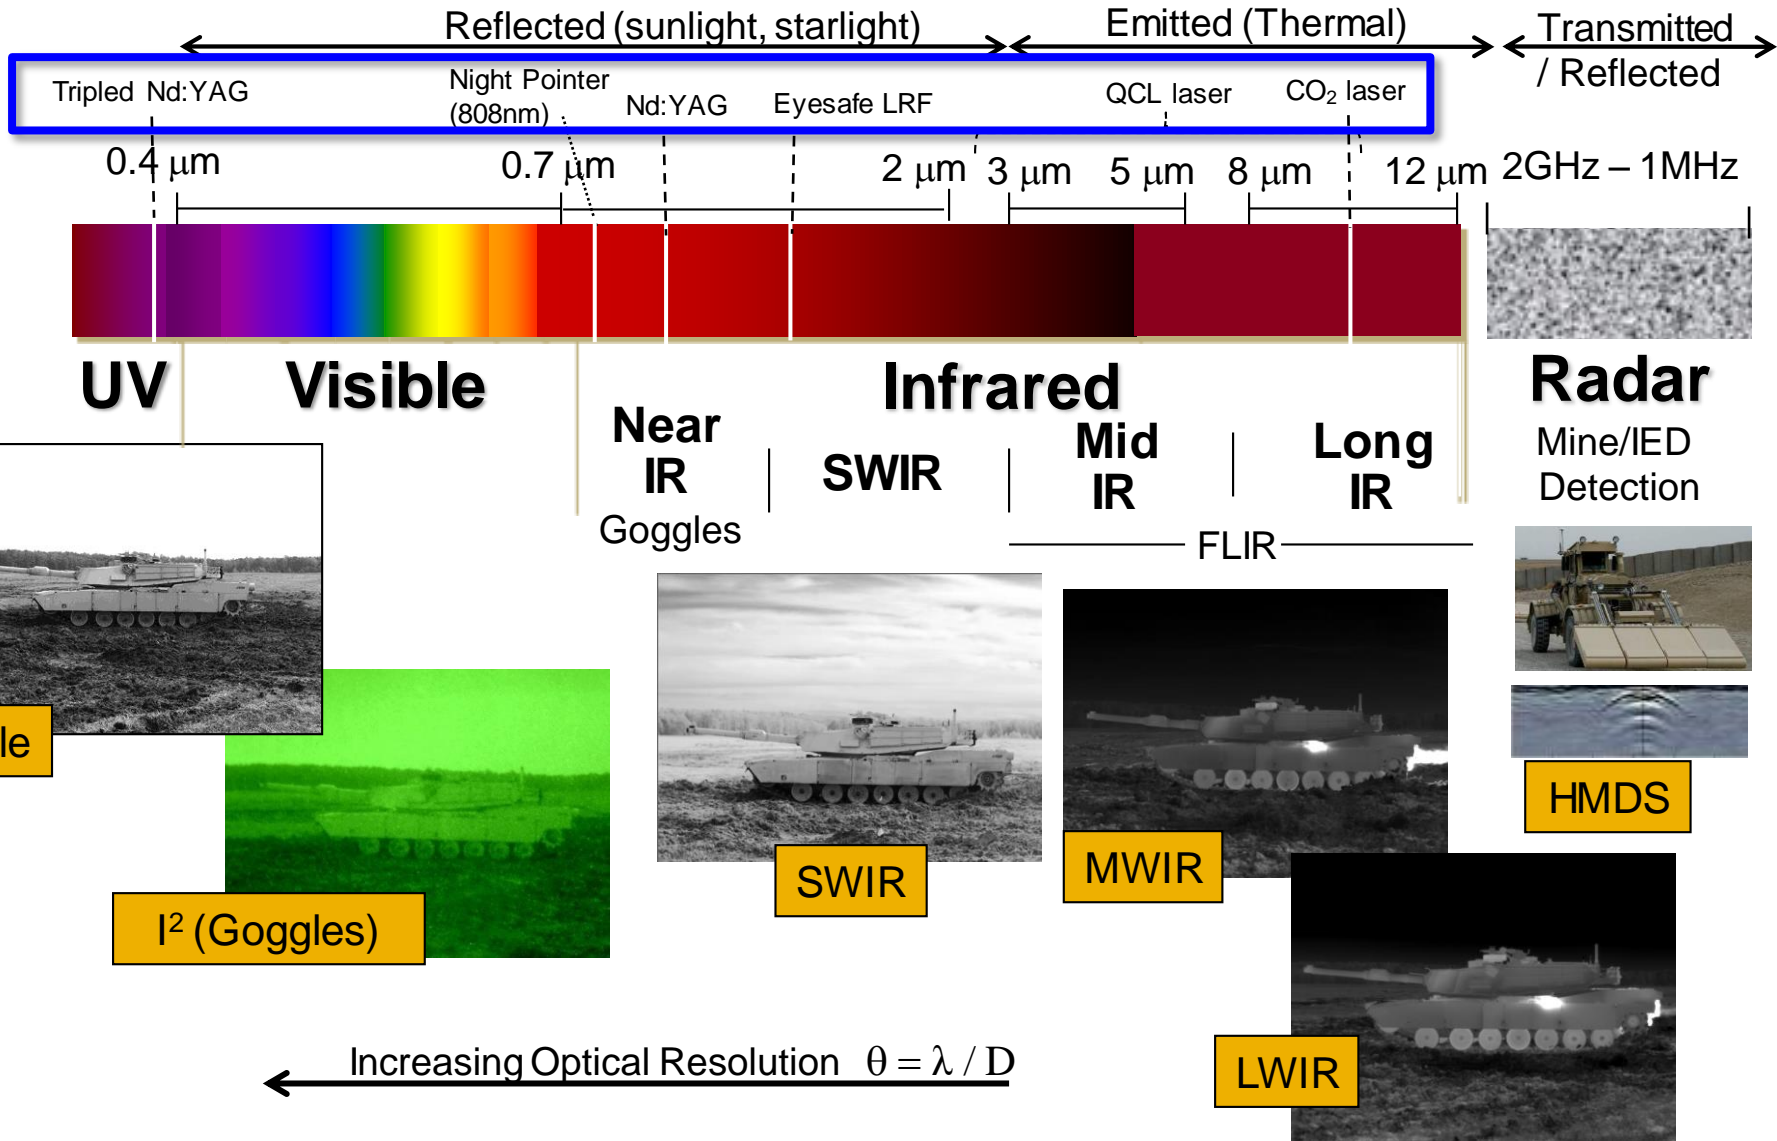 Reflected (sunlight, starlight)
Emitted (Thermal)
Transmitted
/ Reflected
Tripled Nd:YAG
Night Pointer
(808nm)
Nd:YAG
Eyesafe LRF
QCL laser
CO₂ laser
0.4 μm
0.7 μm
2 μm
3 μm
5 μm
8 μm
12 μm
2GHz – 1MHz
UV
Visible
Infrared
Radar
Near
IR
Goggles
SWIR
Mid
IR
Long
IR
FLIR
Mine/IED
Detection
le
I² (Goggles)
SWIR
MWIR
LWIR
HMDS
Increasing Optical Resolution θ = λ / D